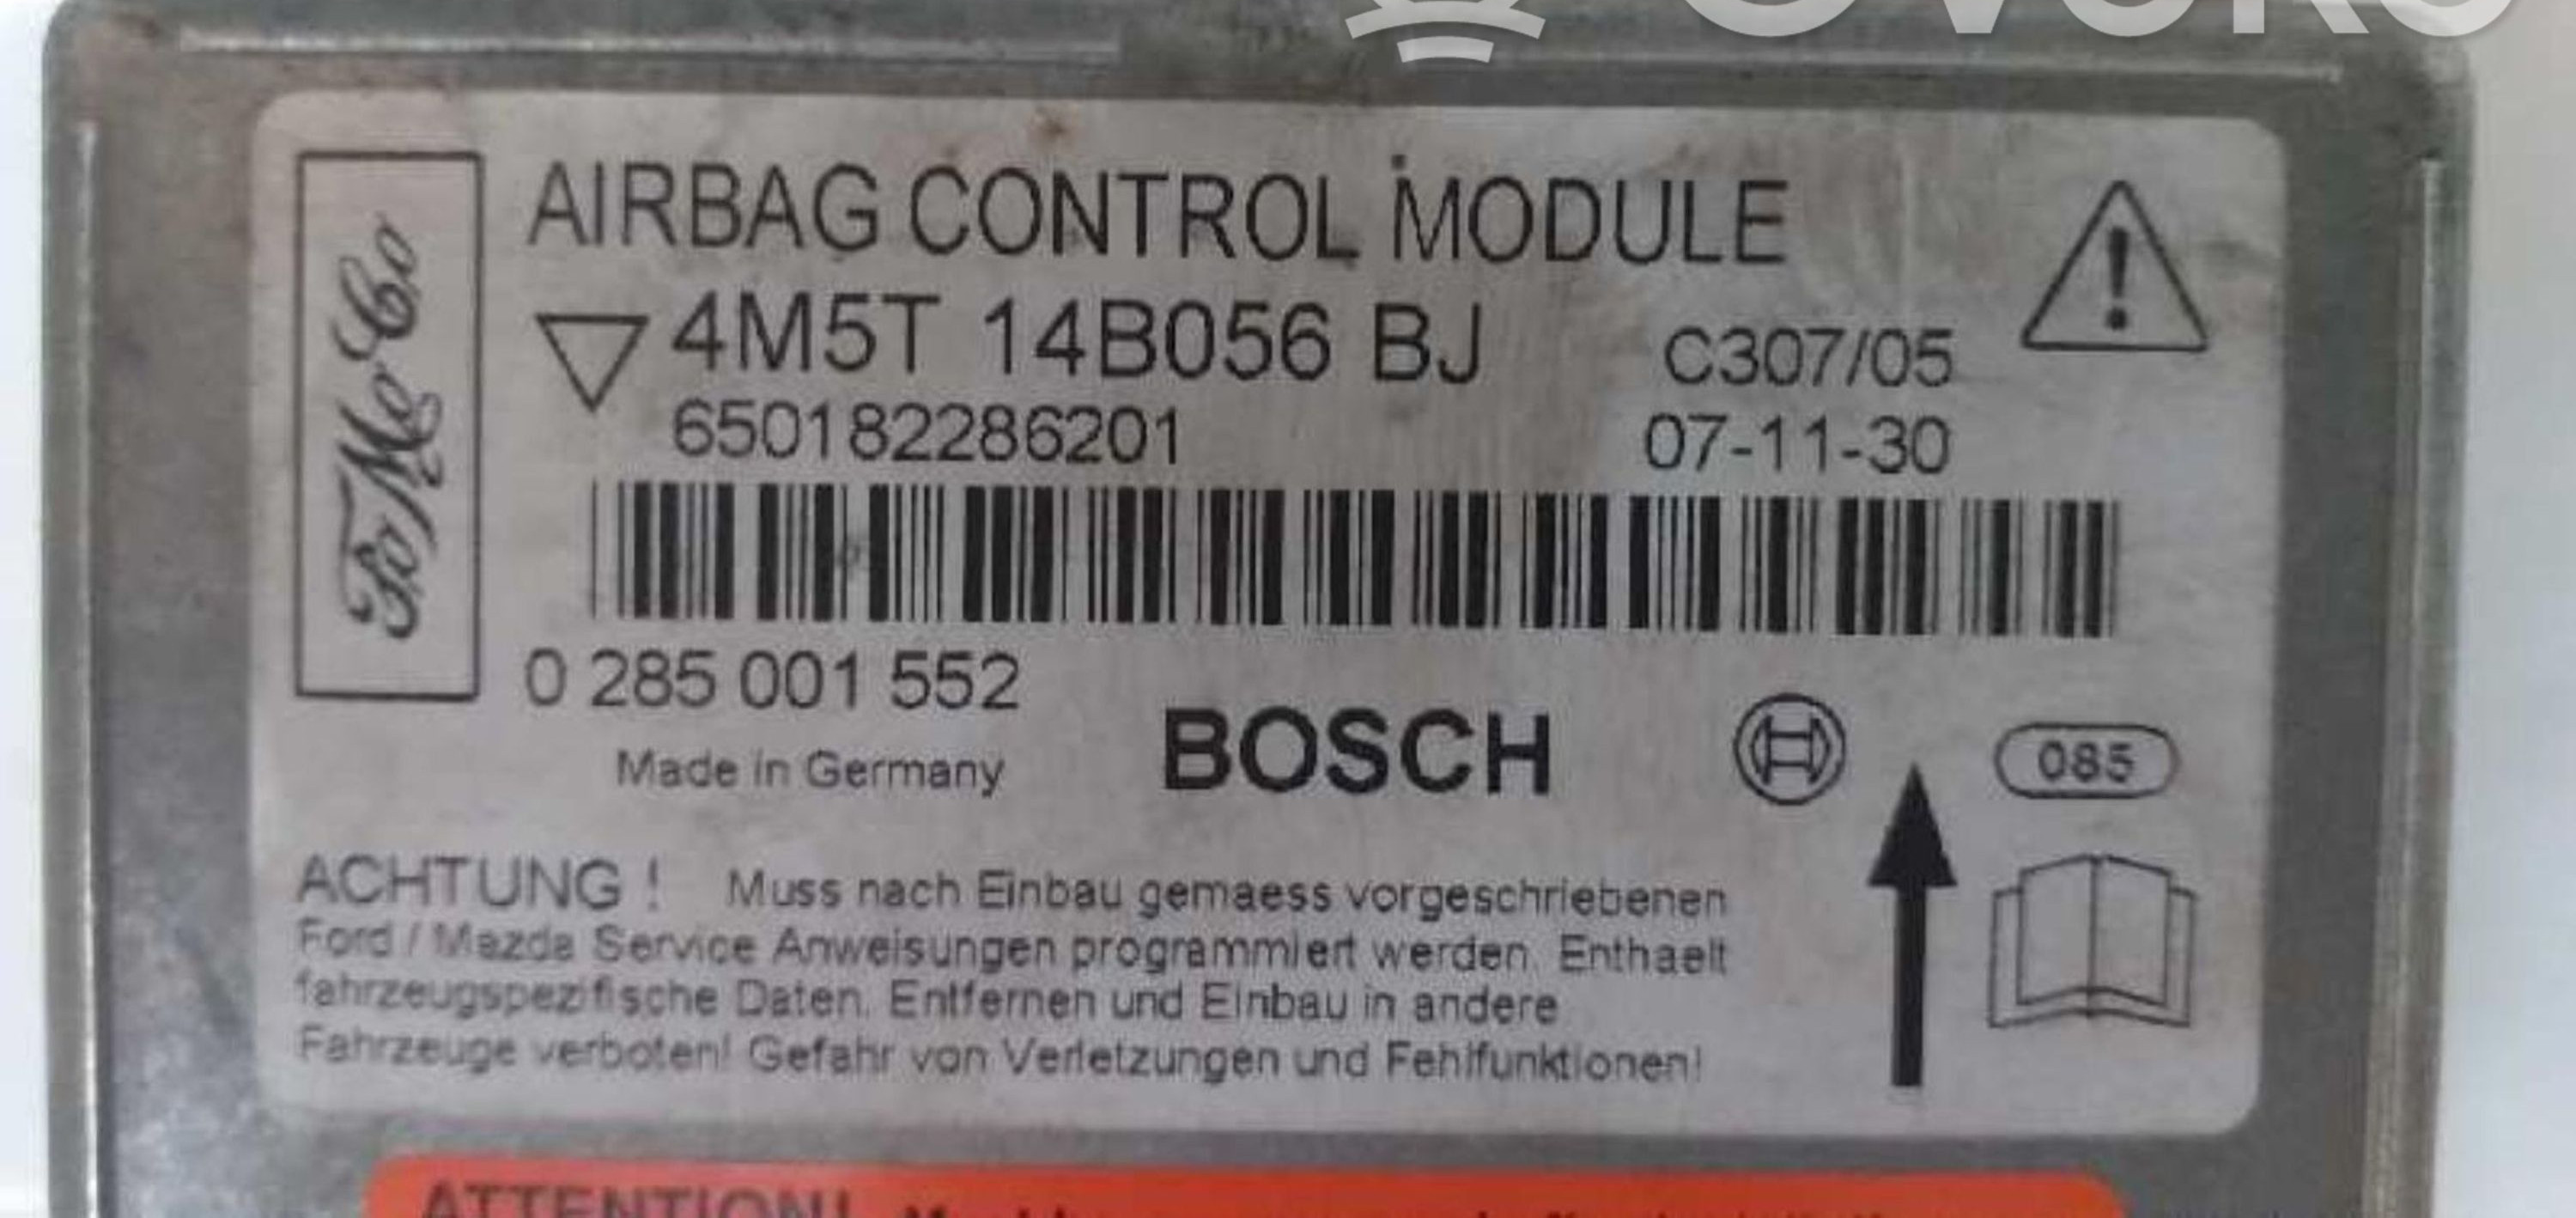 FoMoCo
AIRBAG CONTROL MODULE
4M5T 14B056 BJ
C307/05
650182286201
07-11-30
0 285 001 552
Made in Germany
BOSCH
085
ACHTUNG ! Muss nach Einbau gemaess vorgeschriebenen
Ford / Mazda Service Anweisungen programmiert werden. Enthaelt
fahrzeugspezifische Daten. Entfernen und Einbau in andere
Fahrzeuge verboten! Gefahr von Verletzungen und Fehlfunktionen!
ATTENTION!